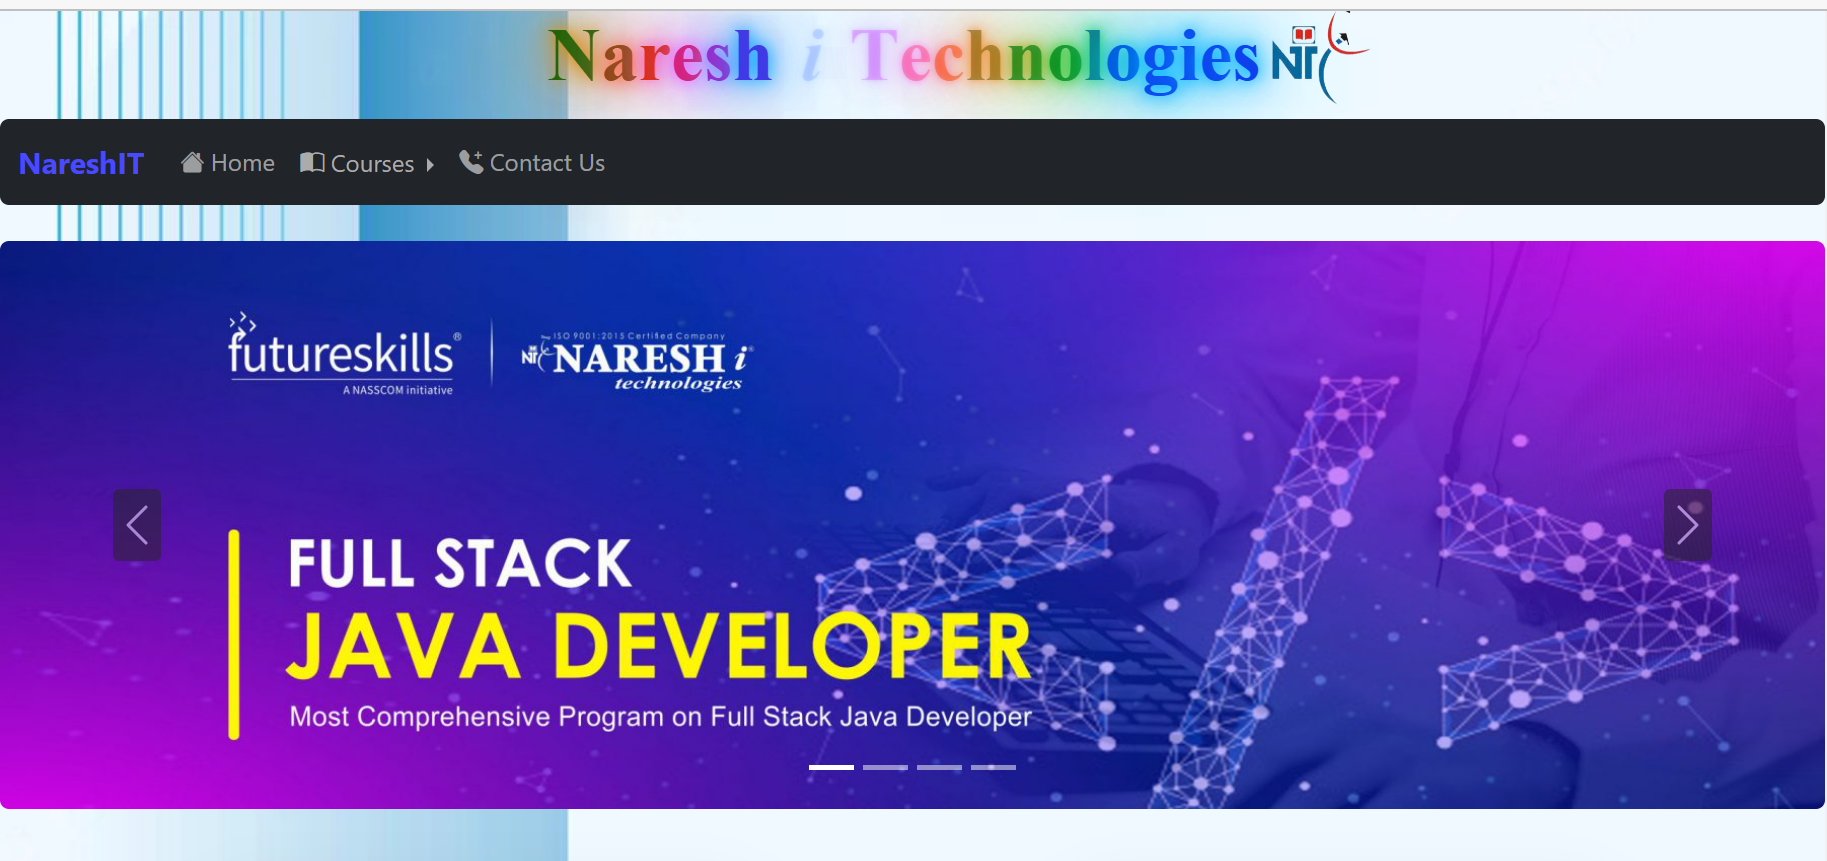 Naresh i Technologies NiT
NareshIT Home Courses Contact Us
futureskills® | NiT NARESH i®
ISO 9001:2015 Certified Company
technologies
A NASSCOM initiative
FULL STACK
JAVA DEVELOPER
Most Comprehensive Program on Full Stack Java Developer